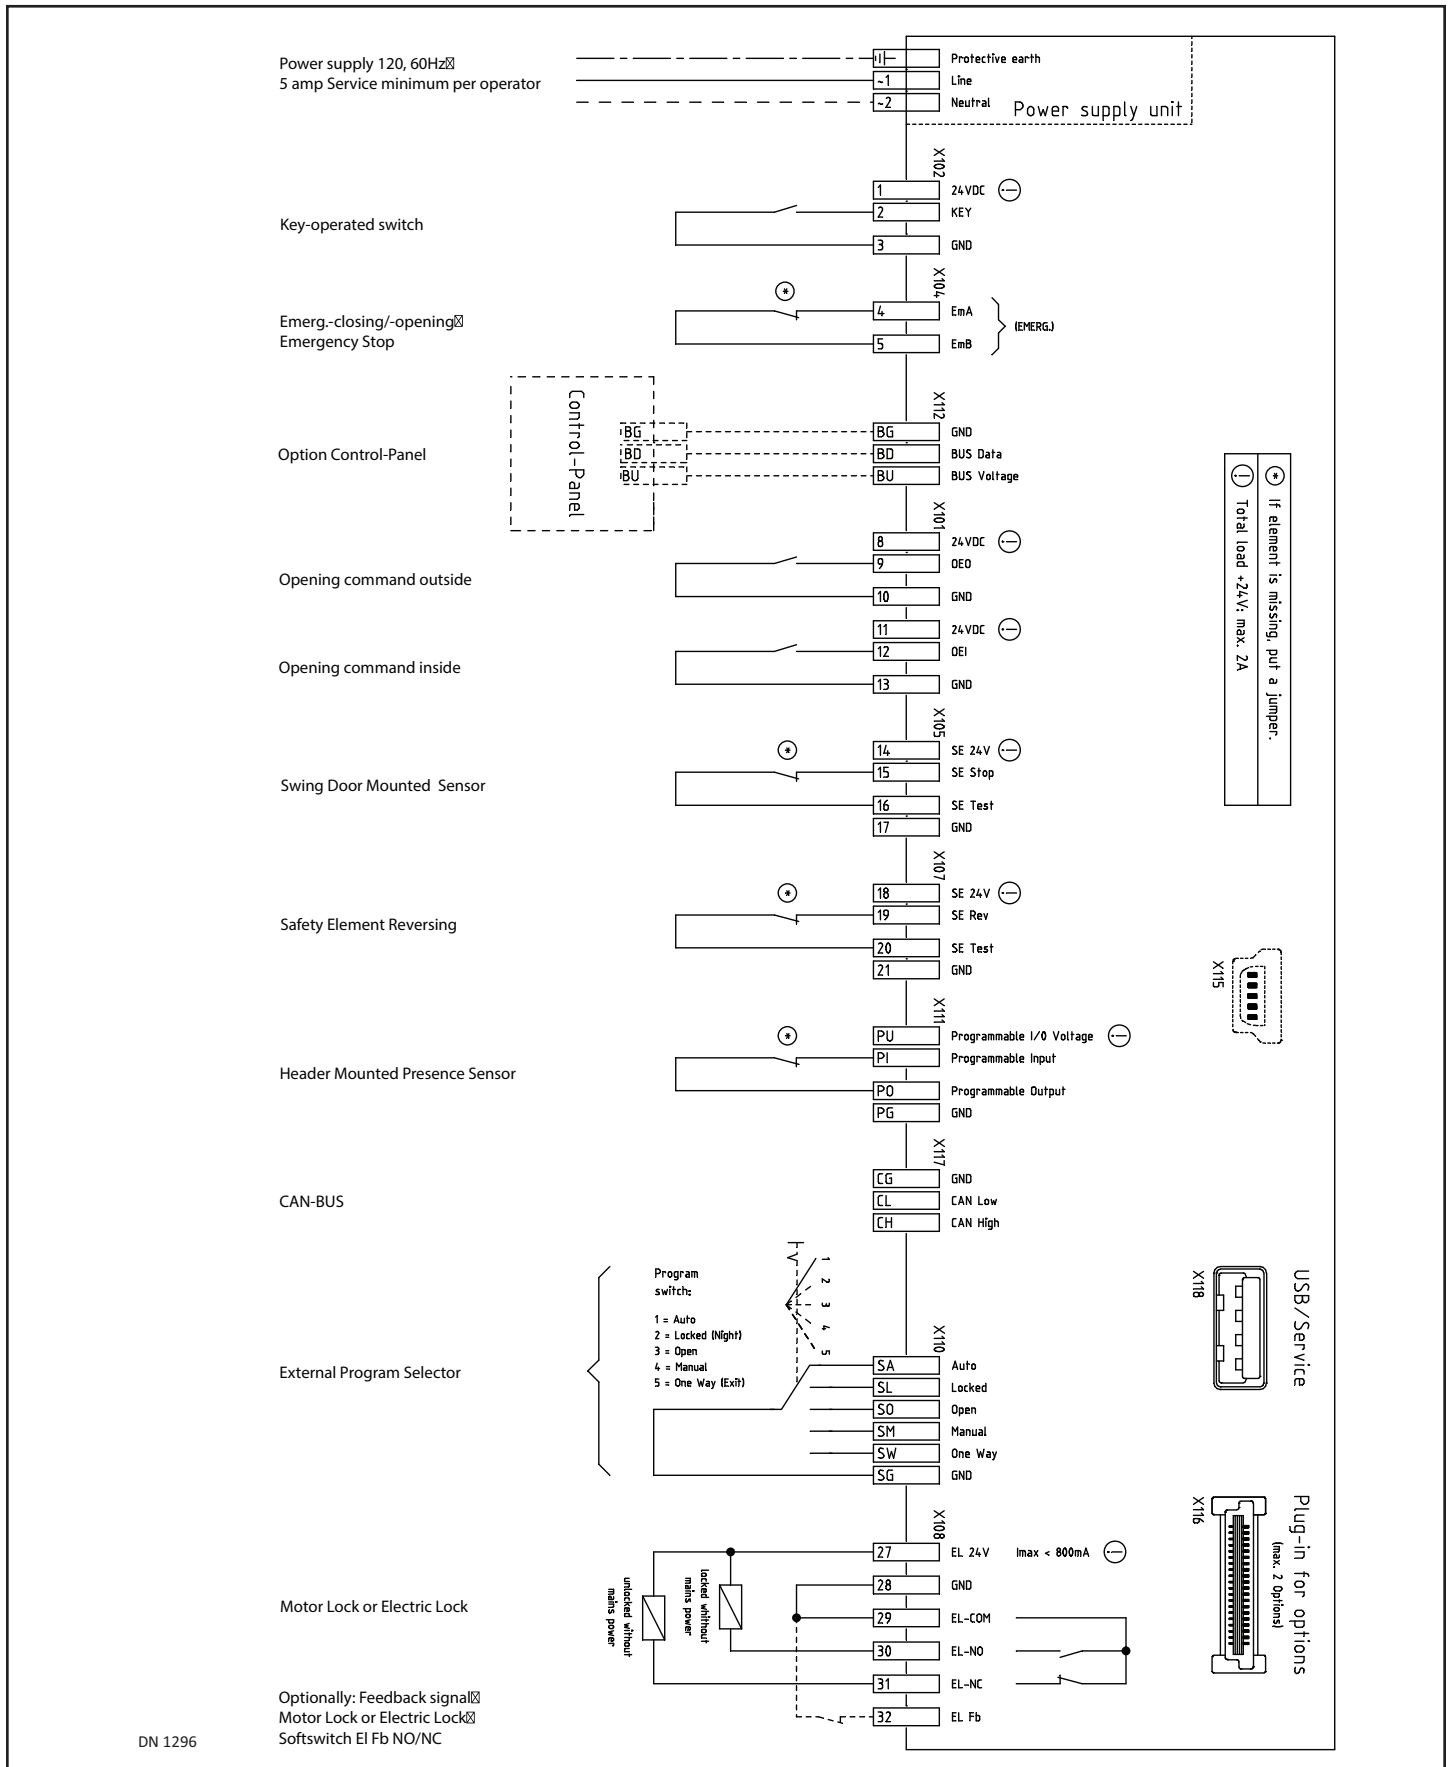 Power supply 120, 60Hz
5 amp Service minimum per operator
Protective earth
~1 Line
~2 Neutral
Power supply unit
X102
1 24VDC
Key-operated switch
2 KEY
3 GND
X104
Emerg.-closing/-opening
Emergency Stop
*
4 EmA
5 EmB
(EMERG.)
X112
Option Control-Panel
Control-Panel
BG BG GND
BD BD BUS Data
BU BU BUS Voltage
* If element is missing, put a jumper.
Total load +24V: max. 2A
X101
8 24VDC
Opening command outside
9 OEO
10 GND
11 24VDC
Opening command inside
12 OEI
13 GND
X105
Swing Door Mounted Sensor
*
14 SE 24V
15 SE Stop
16 SE Test
17 GND
X107
Safety Element Reversing
*
18 SE 24V
19 SE Rev
20 SE Test
21 GND
X115
X111
Header Mounted Presence Sensor
*
PU Programmable I/O Voltage
PI Programmable Input
PO Programmable Output
PG GND
X117
CAN-BUS
CG GND
CL CAN Low
CH CAN High
External Program Selector
Program
switch:
1 = Auto
2 = Locked (Night)
3 = Open
4 = Manual
5 = One Way (Exit)
1
2
3
4
5
X110
SA Auto
SL Locked
SO Open
SM Manual
SW One Way
SG GND
X118
USB/Service
X108
Motor Lock or Electric Lock
unlocked without
mains power
locked whithout
mains power
27 EL 24V Imax < 800mA
28 GND
29 EL-COM
30 EL-NO
31 EL-NC
32 EL Fb
X116
Plug-in for options
(max. 2 Options)
Optionally: Feedback signal
Motor Lock or Electric Lock
Softswitch El Fb NO/NC
DN 1296